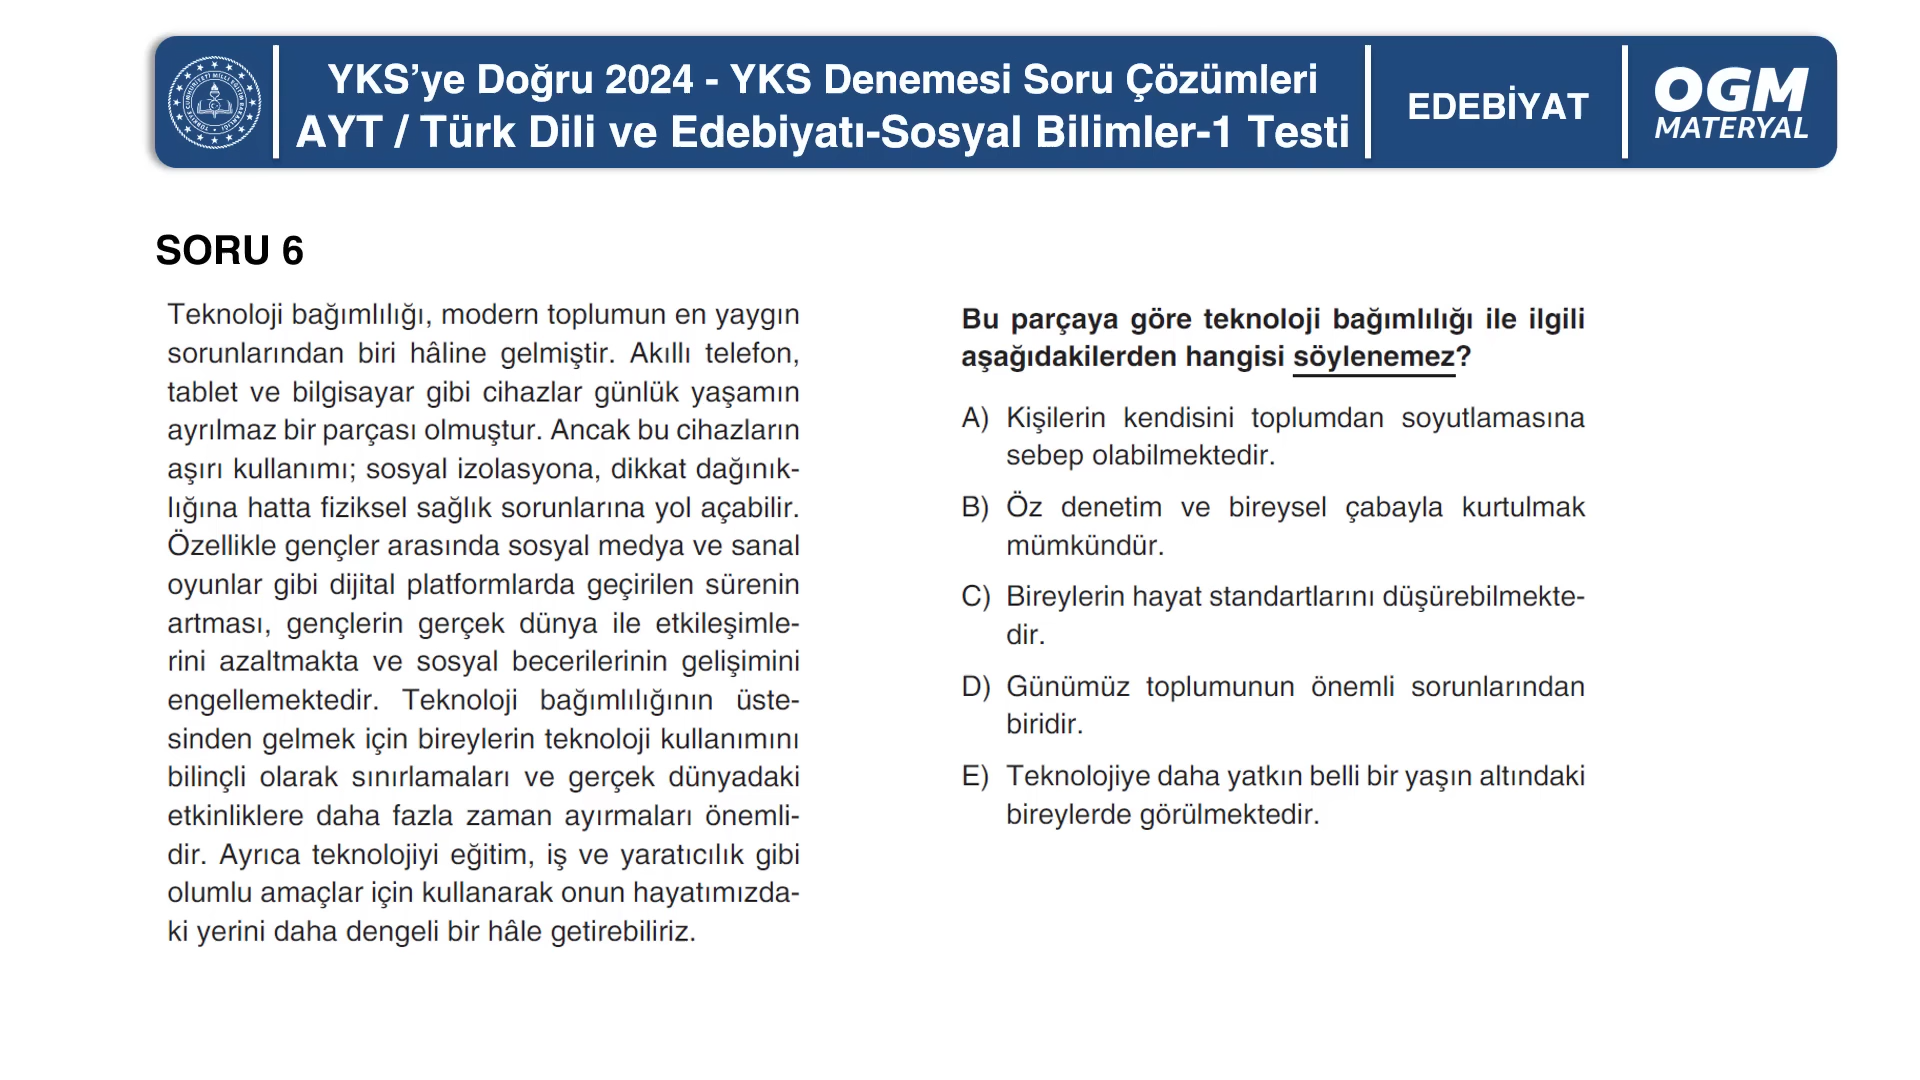 YKS’ye Doğru 2024 - YKS Denemesi Soru Çözümleri
AYT / Türk Dili ve Edebiyatı-Sosyal Bilimler-1 Testi
EDEBİYAT
OGM
MATERYAL
SORU 6
Teknoloji bağımlılığı, modern toplumun en yaygın
sorunlarından biri hâline gelmiştir. Akıllı telefon,
tablet ve bilgisayar gibi cihazlar günlük yaşamın
ayrılmaz bir parçası olmuştur. Ancak bu cihazların
aşırı kullanımı; sosyal izolasyona, dikkat dağınık-
lığına hatta fiziksel sağlık sorunlarına yol açabilir.
Özellikle gençler arasında sosyal medya ve sanal
oyunlar gibi dijital platformlarda geçirilen sürenin
artması, gençlerin gerçek dünya ile etkileşimle-
rini azaltmakta ve sosyal becerilerinin gelişimini
engellemektedir. Teknoloji bağımlılığının üste-
sinden gelmek için bireylerin teknoloji kullanımını
bilinçli olarak sınırlamaları ve gerçek dünyadaki
etkinliklere daha fazla zaman ayırmaları önemli-
dir. Ayrıca teknolojiyi eğitim, iş ve yaratıcılık gibi
olumlu amaçlar için kullanarak onun hayatımızda-
ki yerini daha dengeli bir hâle getirebiliriz.
Bu parçaya göre teknoloji bağımlılığı ile ilgili
aşağıdakilerden hangisi söylenemez?
A) Kişilerin kendisini toplumdan soyutlamasına
sebep olabilmektedir.
B) Öz denetim ve bireysel çabayla kurtulmak
mümkündür.
C) Bireylerin hayat standartlarını düşürebilmekte-
dir.
D) Günümüz toplumunun önemli sorunlarından
biridir.
E) Teknolojiye daha yatkın belli bir yaşın altındaki
bireylerde görülmektedir.